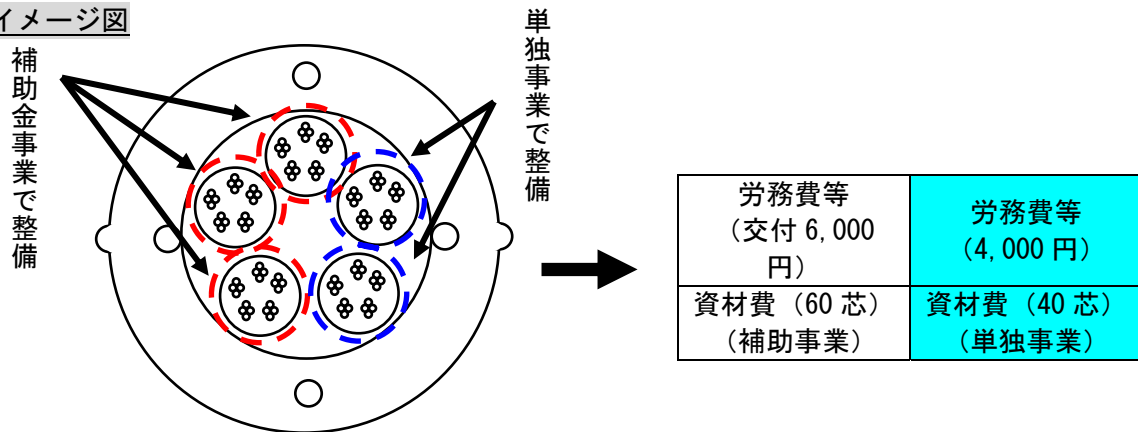 イメージ図
補助金事業で整備
単独事業で整備
労務費等
（交付 6,000
円）
労務費等
（4,000 円）
資材費（60 芯）
（補助事業）
資材費（40 芯）
（単独事業）